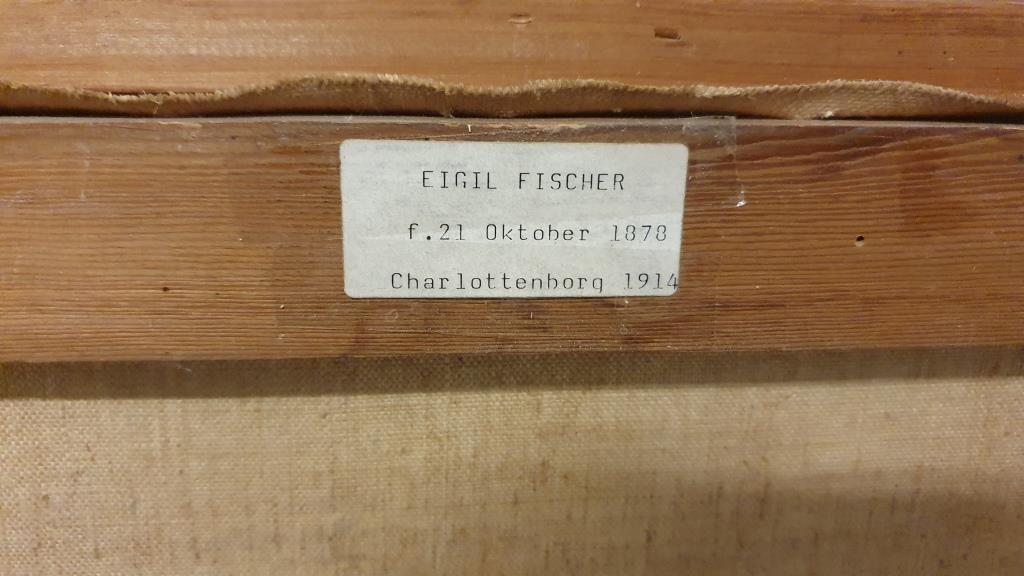 EIGIL FISCHER
f.21 Oktober 1878
Charlottenborg 1914